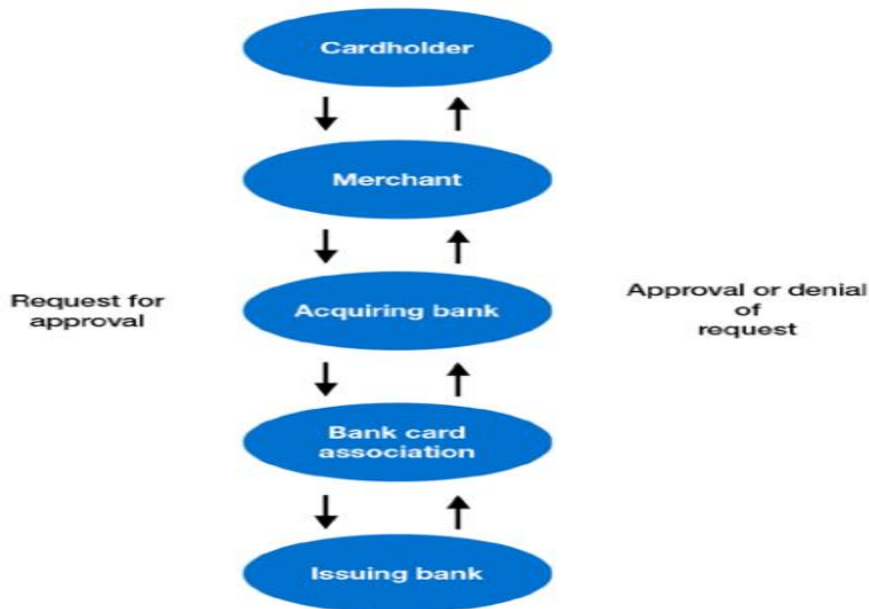 Cardholder
Merchant
Request for
approval
Acquiring bank
Approval or denial
of
request
Bank card
association
Issuing bank